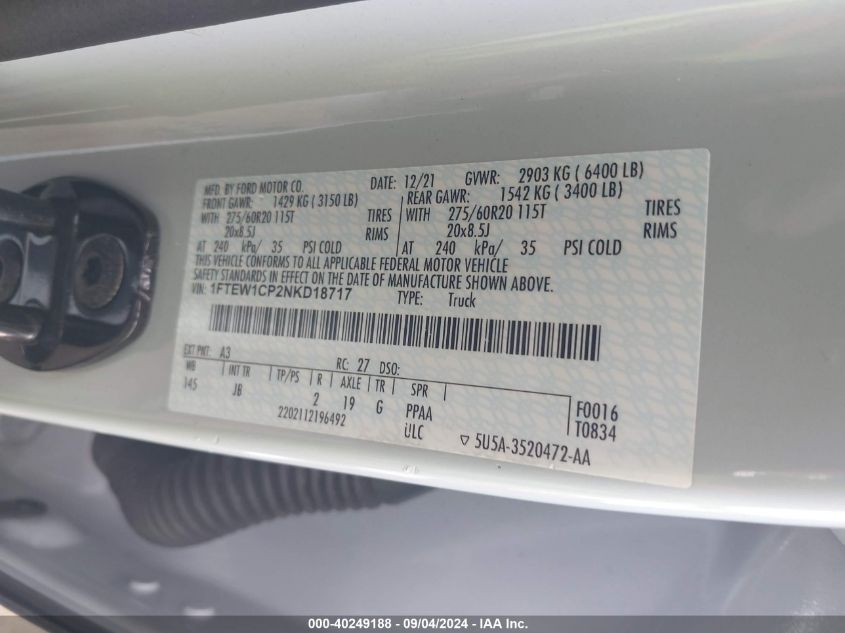 MFD. BY FORD MOTOR CO.
DATE: 12/21 GVWR: 2903 KG ( 6400 LB)
FRONT GAWR: 1429 KG ( 3150 LB) REAR GAWR: 1542 KG ( 3400 LB)
WITH 275/60R20 115T TIRES WITH 275/60R20 115T TIRES
20x8.5J RIMS 20x8.5J RIMS
AT 240 kPa/ 35 PSI COLD AT 240 kPa/ 35 PSI COLD
THIS VEHICLE CONFORMS TO ALL APPLICABLE FEDERAL MOTOR VEHICLE
SAFETY STANDARDS IN EFFECT ON THE DATE OF MANUFACTURE SHOWN ABOVE.
VIN: 1FTEW1CP2NKD18717 TYPE: Truck
EXT PNT: A3 RC: 27 DSO:
WB INT TR TP/PS R AXLE TR SPR
145 JB 2 19 G PPAA F0016
2202112196492 ULC T0834
▽ 5U5A-3520472-AA
000-40249188 - 09/04/2024 - IAA Inc.